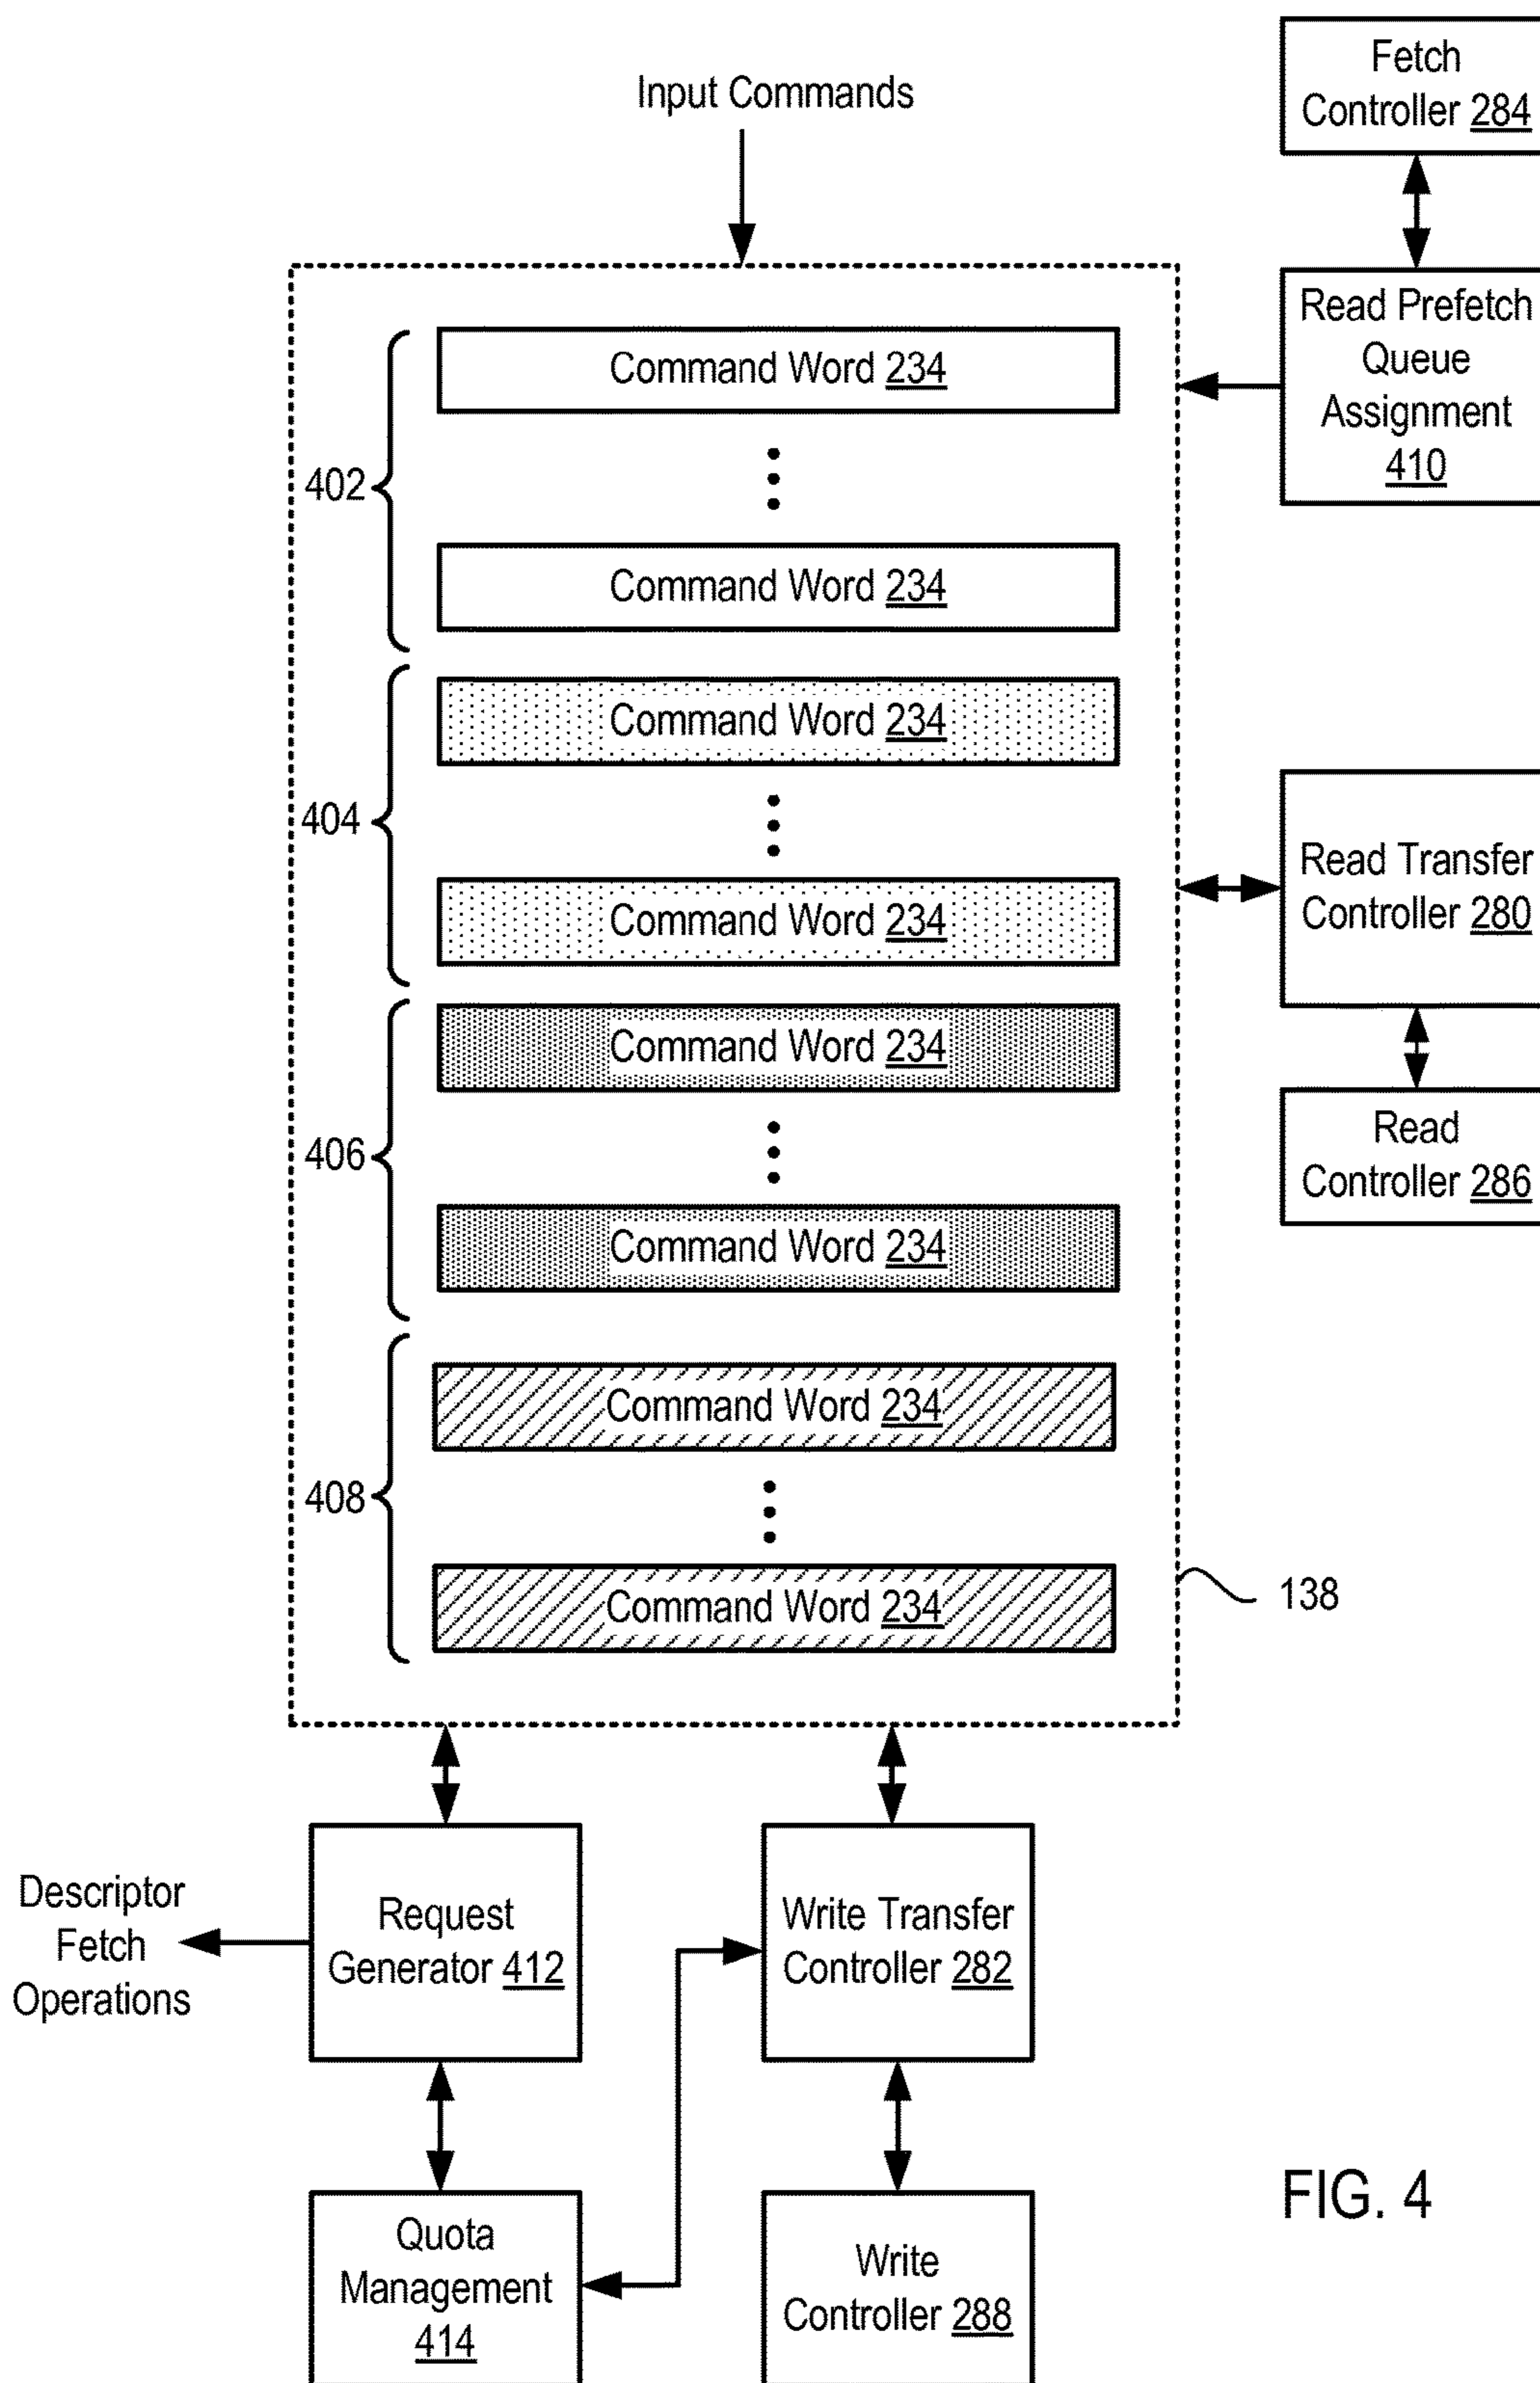 Fetch
Controller 284
Input Commands
Read Prefetch
Queue
Assignment
410
Command Word 234
402
Command Word 234
Command Word 234
404
Command Word 234
Read Transfer
Controller 280
Command Word 234
406
Command Word 234
Read
Controller 286
Command Word 234
408
Command Word 234
138
Descriptor
Fetch
Operations
Request
Generator 412
Write Transfer
Controller 282
Quota
Management
414
Write
Controller 288
FIG. 4